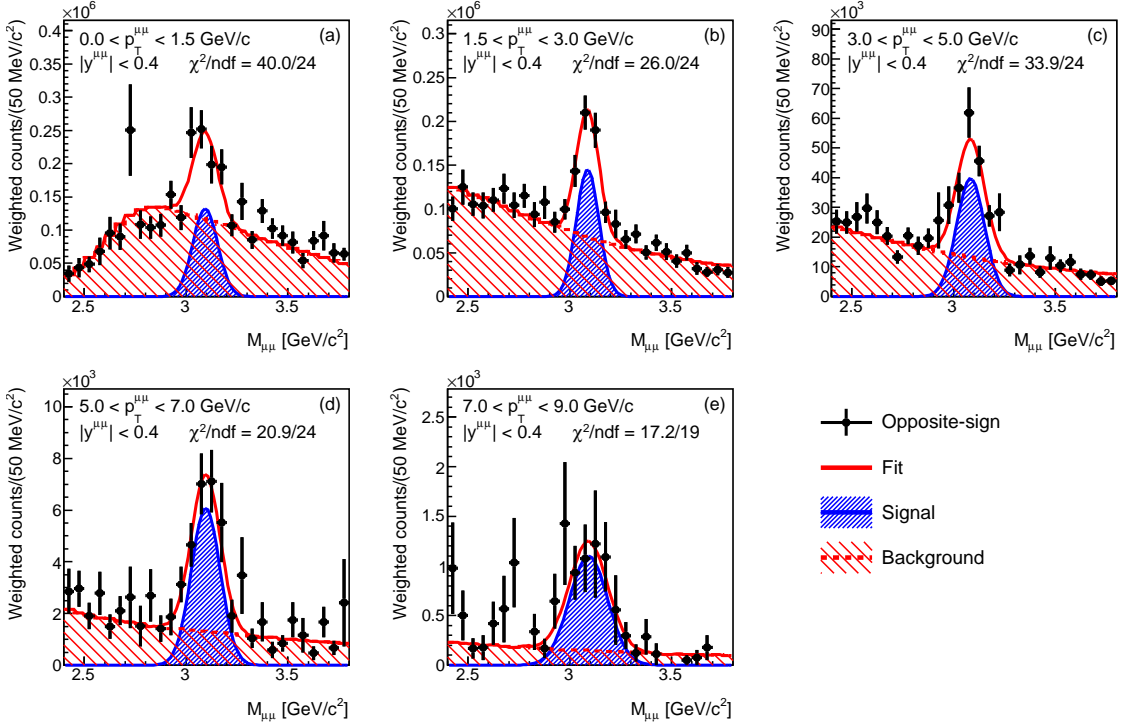 ×10⁶
0.0 < p_T^μμ < 1.5 GeV/c (a)
|y^μμ| < 0.4 χ²/ndf = 40.0/24
Weighted counts/(50 MeV/c²)
0.4
0.35
0.3
0.25
0.2
0.15
0.1
0.05
0
2.5 3 3.5
M_μμ [GeV/c²]
×10⁶
1.5 < p_T^μμ < 3.0 GeV/c (b)
|y^μμ| < 0.4 χ²/ndf = 26.0/24
Weighted counts/(50 MeV/c²)
0.3
0.25
0.2
0.15
0.1
0.05
0
2.5 3 3.5
M_μμ [GeV/c²]
×10³
3.0 < p_T^μμ < 5.0 GeV/c (c)
|y^μμ| < 0.4 χ²/ndf = 33.9/24
Weighted counts/(50 MeV/c²)
90
80
70
60
50
40
30
20
10
0
2.5 3 3.5
M_μμ [GeV/c²]
×10³
5.0 < p_T^μμ < 7.0 GeV/c (d)
|y^μμ| < 0.4 χ²/ndf = 20.9/24
Weighted counts/(50 MeV/c²)
10
8
6
4
2
0
2.5 3 3.5
M_μμ [GeV/c²]
×10³
7.0 < p_T^μμ < 9.0 GeV/c (e)
|y^μμ| < 0.4 χ²/ndf = 17.2/19
Weighted counts/(50 MeV/c²)
2.5
2
1.5
1
0.5
0
2.5 3 3.5
M_μμ [GeV/c²]
Opposite-sign
Fit
Signal
Background